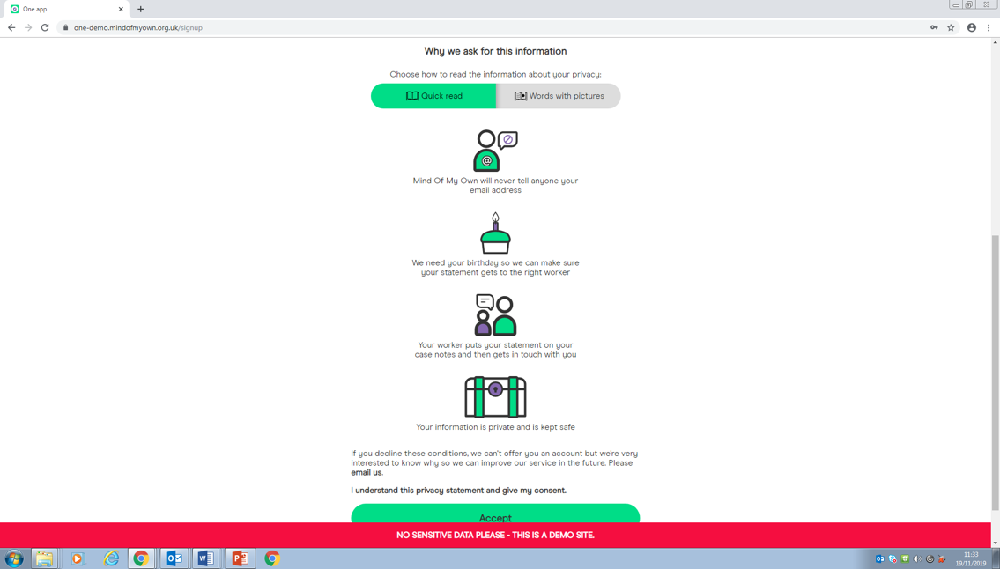 One app
one-demo.mindofmyown.org.uk/signup
Why we ask for this information
Choose how to read the information about your privacy:
Quick read
Words with pictures
@
Mind Of My Own will never tell anyone your
email address
We need your birthday so we can make sure
your statement gets to the right worker
Your worker puts your statement on your
case notes and then gets in touch with you
Your information is private and is kept safe
If you decline these conditions, we can't offer you an account but we're very
interested to know why so we can improve our service in the future. Please
email us.
I understand this privacy statement and give my consent.
Accept
NO SENSITIVE DATA PLEASE - THIS IS A DEMO SITE.
11:33
19/11/2019